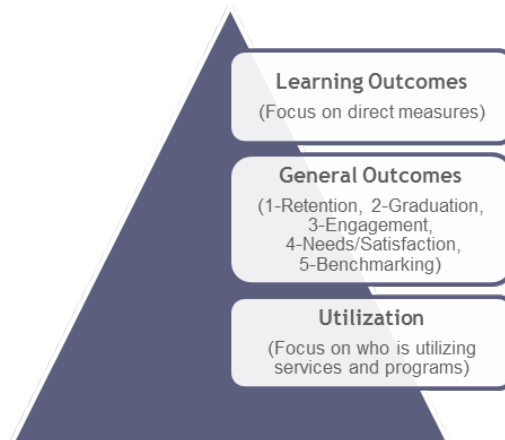 Learning Outcomes
(Focus on direct measures)
General Outcomes
(1-Retention, 2-Graduation,
3-Engagement,
4-Needs/Satisfaction,
5-Benchmarking)
Utilization
(Focus on who is utilizing
services and programs)